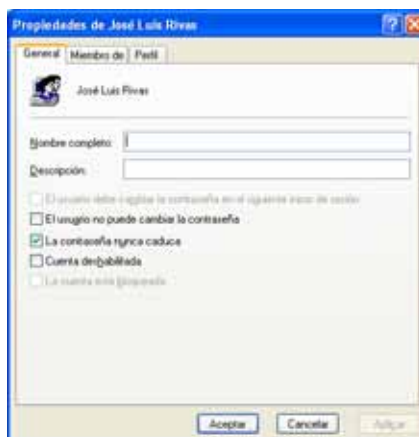 Propiedades de José Luis Rivas
General Miembro de Perfil
José Luis Rivas
Nombre completo:
Descripción:
El usuario debe cambiar la contraseña en el siguiente inicio de sesión
El usuario no puede cambiar la contraseña
La contraseña nunca caduca
Cuenta deshabilitada
La cuenta está bloqueada
Aceptar Cancelar Aplicar